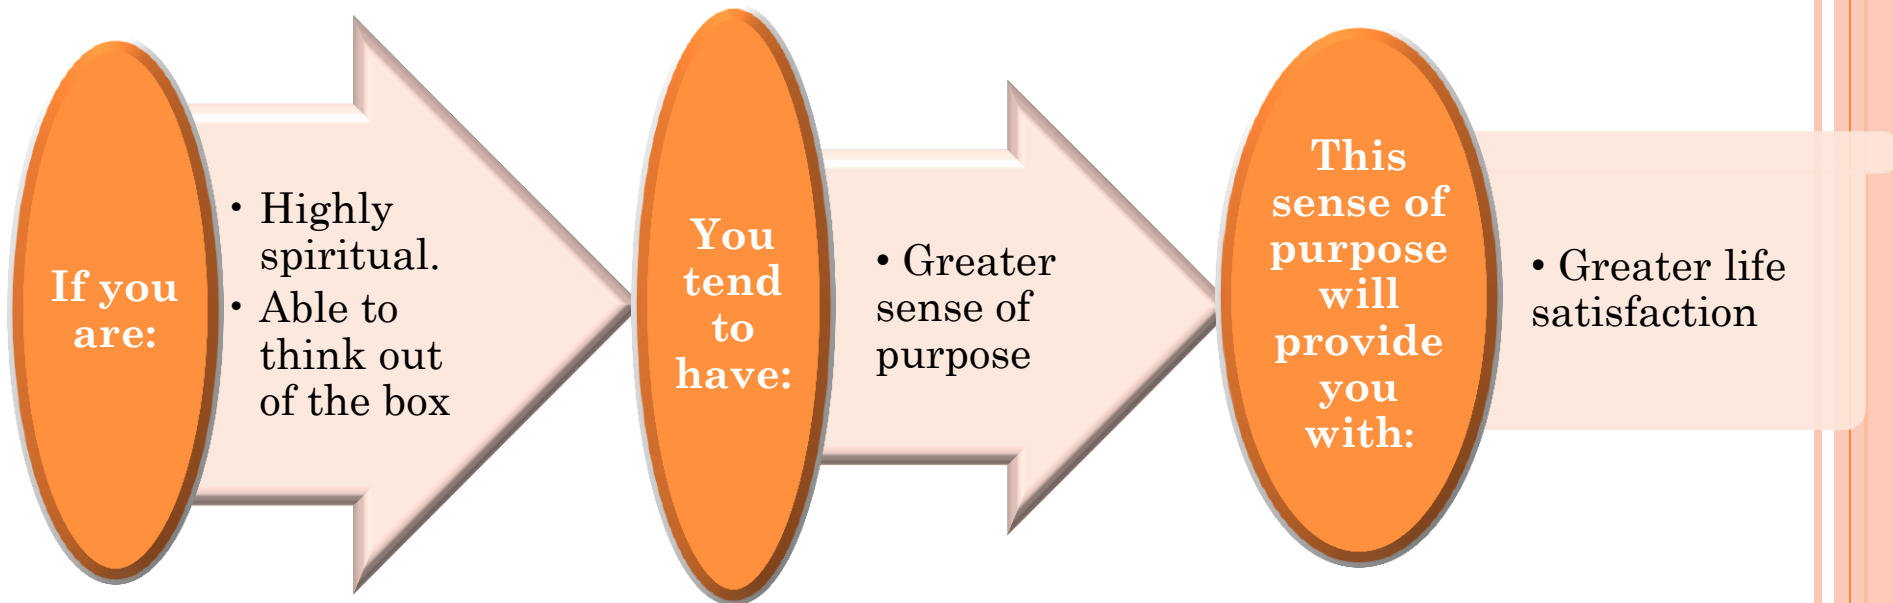 If you
are:
• Highly
spiritual.
• Able to
think out
of the box
You
tend
to
have:
• Greater
sense of
purpose
This
sense of
purpose
will
provide
you
with:
• Greater life
satisfaction